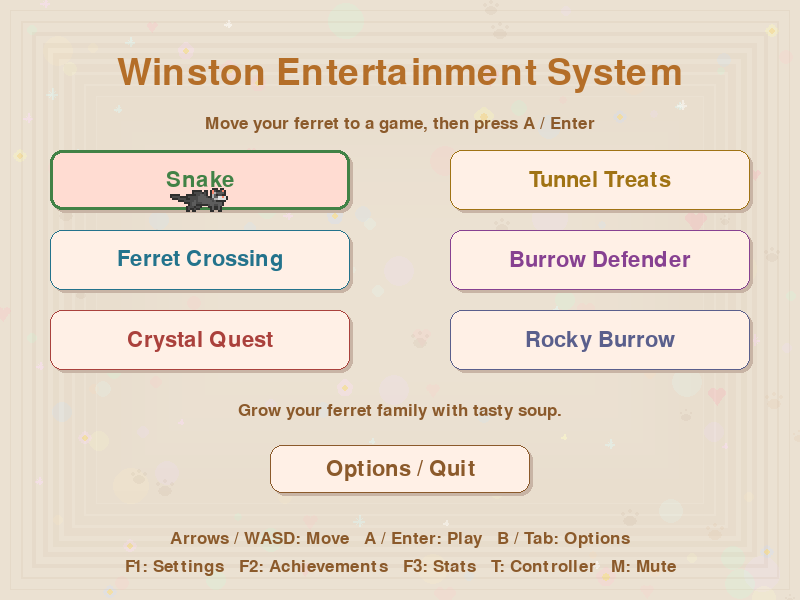 Winston Entertainment System
Move your ferret to a game, then press A / Enter
Snake
Tunnel Treats
Ferret Crossing
Burrow Defender
Crystal Quest
Rocky Burrow
Grow your ferret family with tasty soup.
Options / Quit
Arrows / WASD: Move   A / Enter: Play   B / Tab: Options
F1: Settings   F2: Achievements   F3: Stats   T: Controller   M: Mute